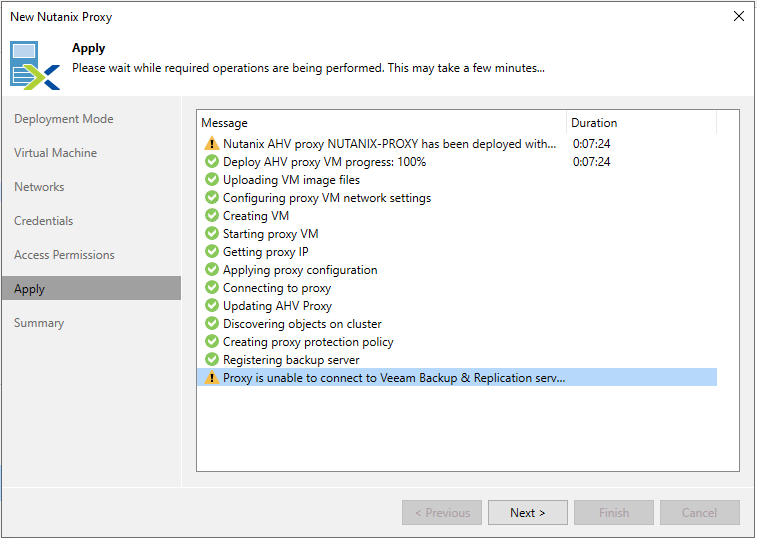 New Nutanix Proxy
Apply
Please wait while required operations are being performed. This may take a few minutes...
Deployment Mode
Virtual Machine
Networks
Credentials
Access Permissions
Apply
Summary
Message Duration
Nutanix AHV proxy NUTANIX-PROXY has been deployed with... 0:07:24
Deploy AHV proxy VM progress: 100% 0:07:24
Uploading VM image files
Configuring proxy VM network settings
Creating VM
Starting proxy VM
Getting proxy IP
Applying proxy configuration
Connecting to proxy
Updating AHV Proxy
Discovering objects on cluster
Creating proxy protection policy
Registering backup server
Proxy is unable to connect to Veeam Backup & Replication serv...
< Previous Next > Finish Cancel